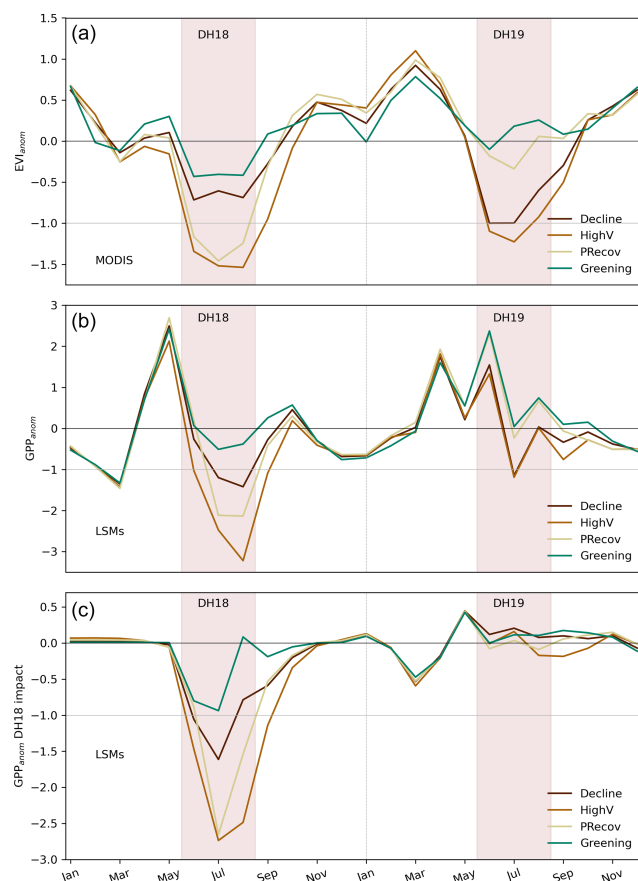 (a)
DH18
DH19
1.5
1.0
0.5
0.0
−0.5
−1.0
−1.5
EVIanom
MODIS
Decline
HighV
PRecov
Greening
(b)
DH18
DH19
3
2
1
0
−1
−2
−3
GPPanom
LSMs
Decline
HighV
PRecov
Greening
(c)
DH18
DH19
0.5
0.0
−0.5
−1.0
−1.5
−2.0
−2.5
−3.0
GPPanom DH18 impact
LSMs
Decline
HighV
PRecov
Greening
Jan
Mar
May
Jul
Sep
Nov
Jan
Mar
May
Jul
Sep
Nov